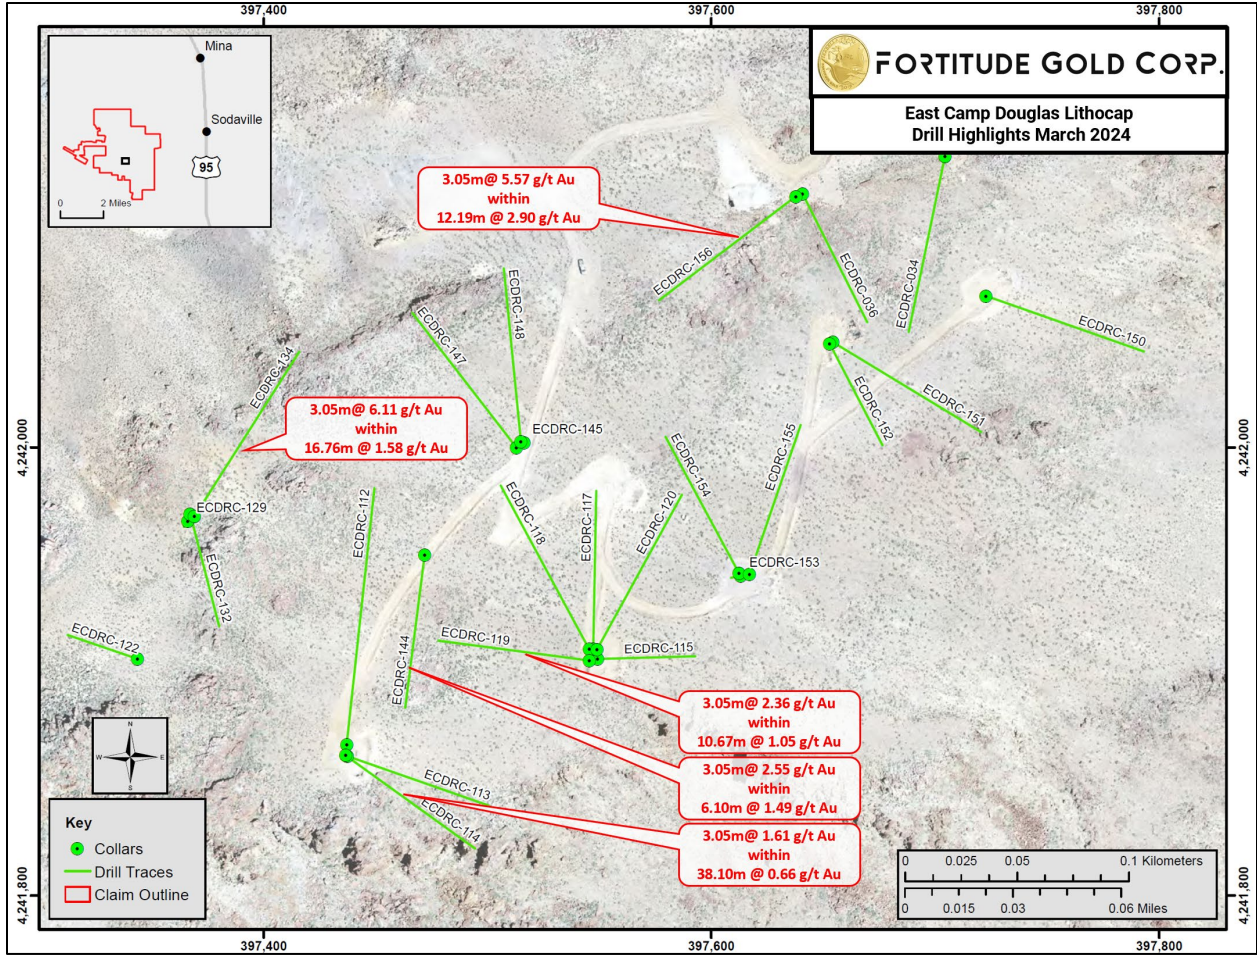 397,400
397,600
397,800
Mina
Sodaville
95
0
2 Miles
FORTITUDE GOLD CORP.
East Camp Douglas Lithocap
Drill Highlights March 2024
3.05m@ 5.57 g/t Au
within
12.19m @ 2.90 g/t Au
ECDRC-156
ECDRC-036
ECDRC-034
ECDRC-150
ECDRC-148
ECDRC-147
ECDRC-134
ECDRC-151
ECDRC-152
3.05m@ 6.11 g/t Au
within
16.76m @ 1.58 g/t Au
ECDRC-145
4,242,000
4,242,000
ECDRC-155
ECDRC-154
ECDRC-112
ECDRC-118
ECDRC-117
ECDRC-120
ECDRC-129
ECDRC-132
ECDRC-153
ECDRC-122
ECDRC-119
ECDRC-115
ECDRC-144
3.05m@ 2.36 g/t Au
within
10.67m @ 1.05 g/t Au
N
W
E
S
3.05m@ 2.55 g/t Au
within
6.10m @ 1.49 g/t Au
ECDRC-113
ECDRC-114
3.05m@ 1.61 g/t Au
within
38.10m @ 0.66 g/t Au
Key
Collars
Drill Traces
Claim Outline
0
0.025
0.05
0.1 Kilometers
0
0.015
0.03
0.06 Miles
4,241,800
4,241,800
397,400
397,600
397,800